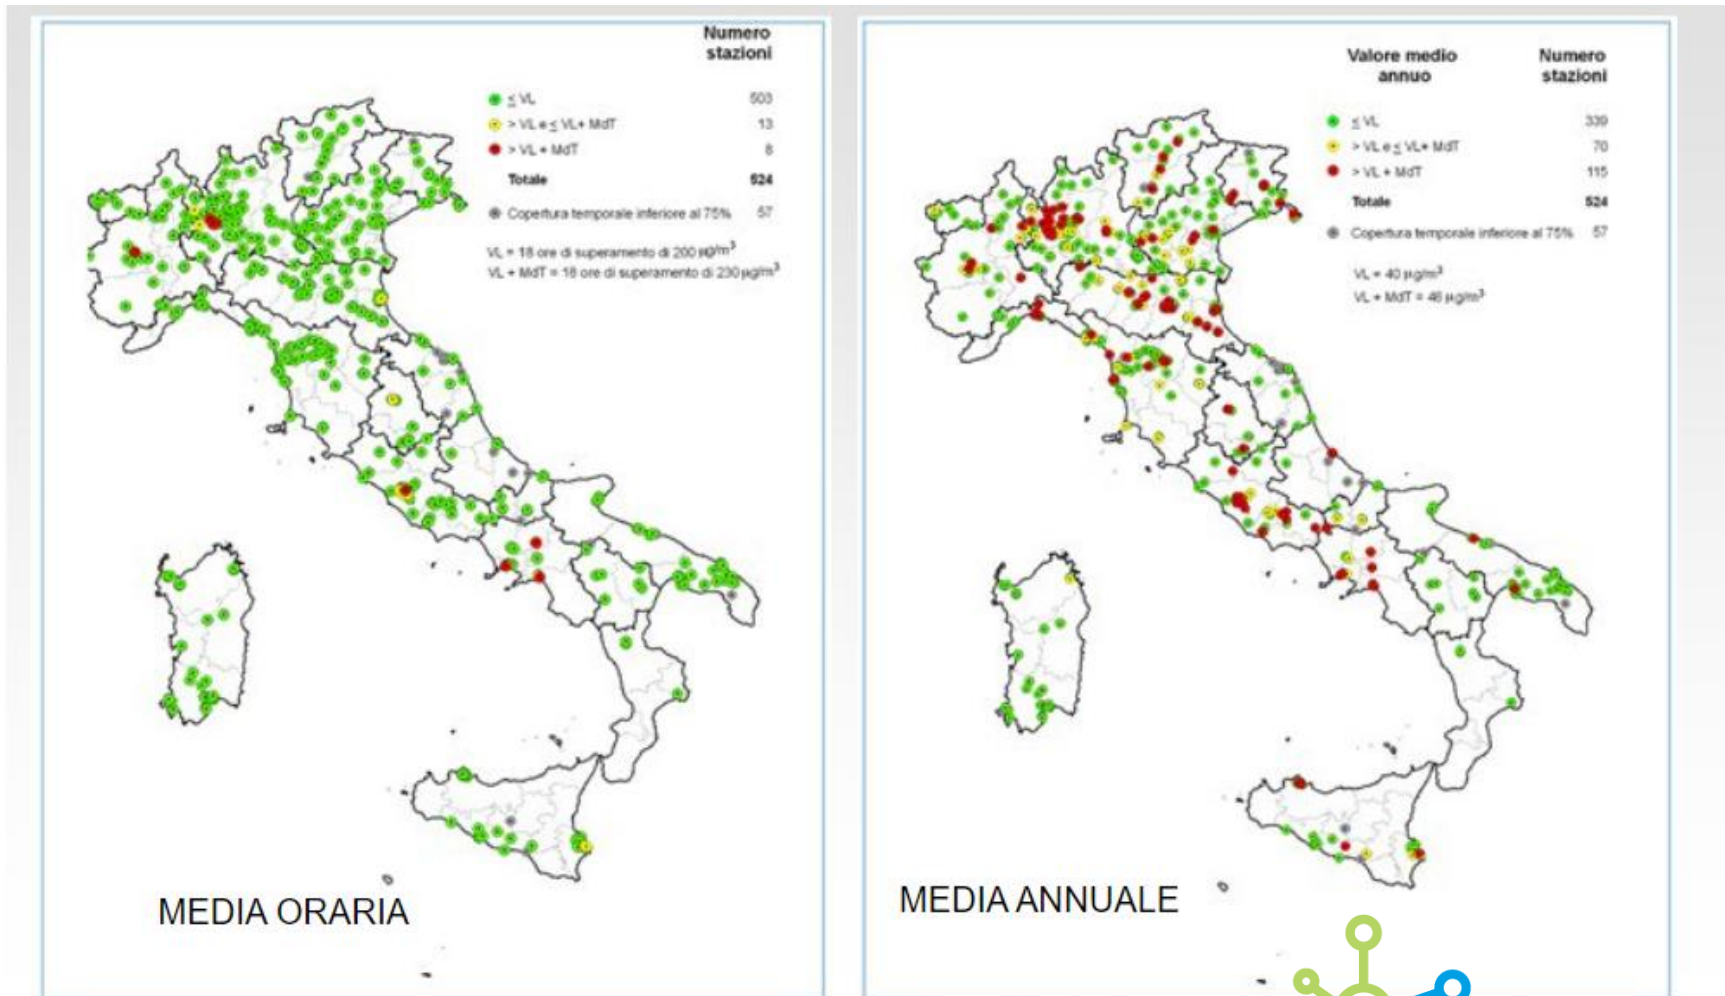 Numero
stazioni
≤ VL 503
> VL e ≤ VL+ MdT 13
> VL + MdT 8
Totale 524
Copertura temporale inferiore al 75% 57
VL = 18 ore di superamento di 200 µg/m³
VL + MdT = 18 ore di superamento di 230 µg/m³
MEDIA ORARIA
Valore medio
annuo
Numero
stazioni
≤ VL 339
> VL e ≤ VL+ MdT 70
> VL + MdT 115
Totale 524
Copertura temporale inferiore al 75% 57
VL = 40 µg/m³
VL + MdT = 46 µg/m³
MEDIA ANNUALE